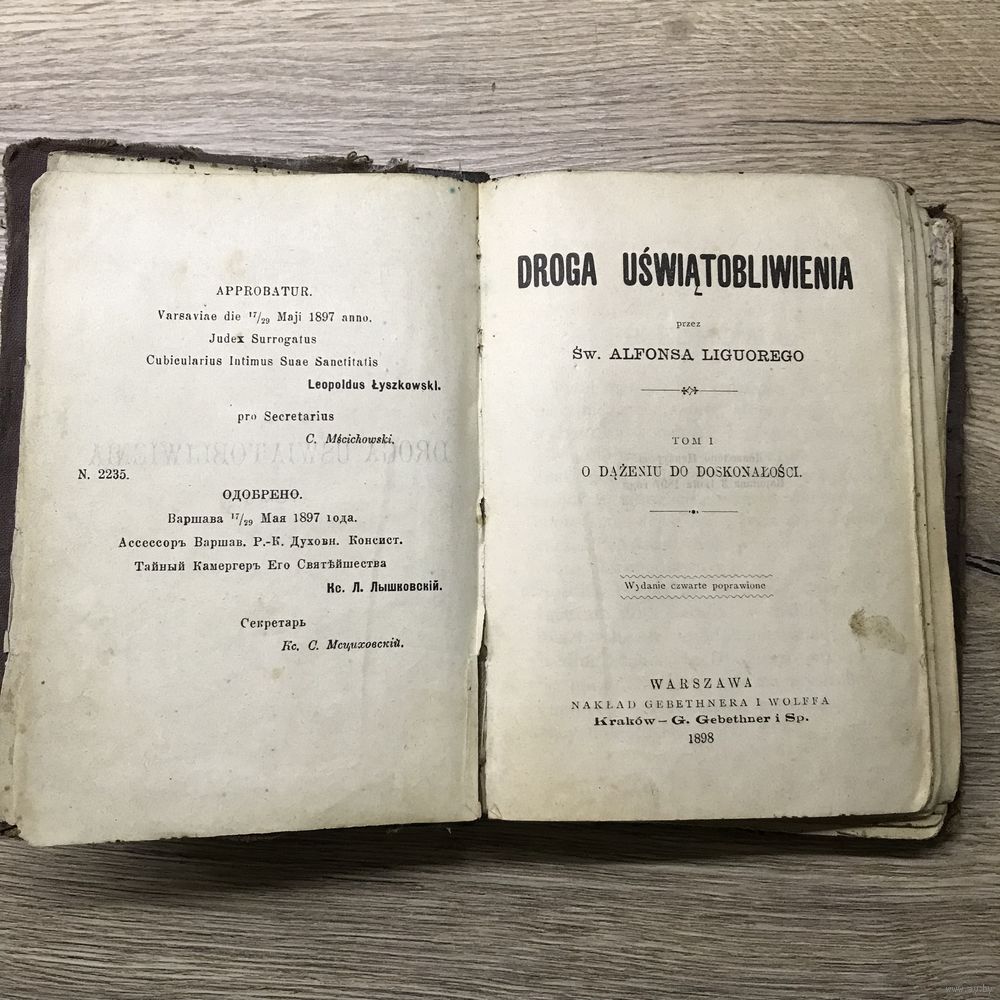 APPROBATUR.
Varsaviae die 17/29 Maji 1897 anno.
Judex Surrogatus
Cubicularius Intimus Suae Sanctitatis
Leopoldus Łyszkowski.
pro Secretarius
C. Mścichowski.
N. 2235.
ОДОБРЕНО.
Варшава 17/29 Мая 1897 года.
Ассессоръ Варшав. Р.-К. Духовн. Консист.
Тайный Камергеръ Его Святѣйшества
Кс. Л. Лышковскій.
Секретарь
Кс. С. Мсциховскій.
DROGA UŚWIĄTOBLIWIENIA
przez
ŚW. ALFONSA LIGUOREGO
TOM I
O DĄŻENIU DO DOSKONAŁOŚCI.
Wydanie czwarte poprawione
WARSZAWA
NAKŁAD GEBETHNERA I WOLFFA
Kraków – G. Gebethner i Sp.
1898